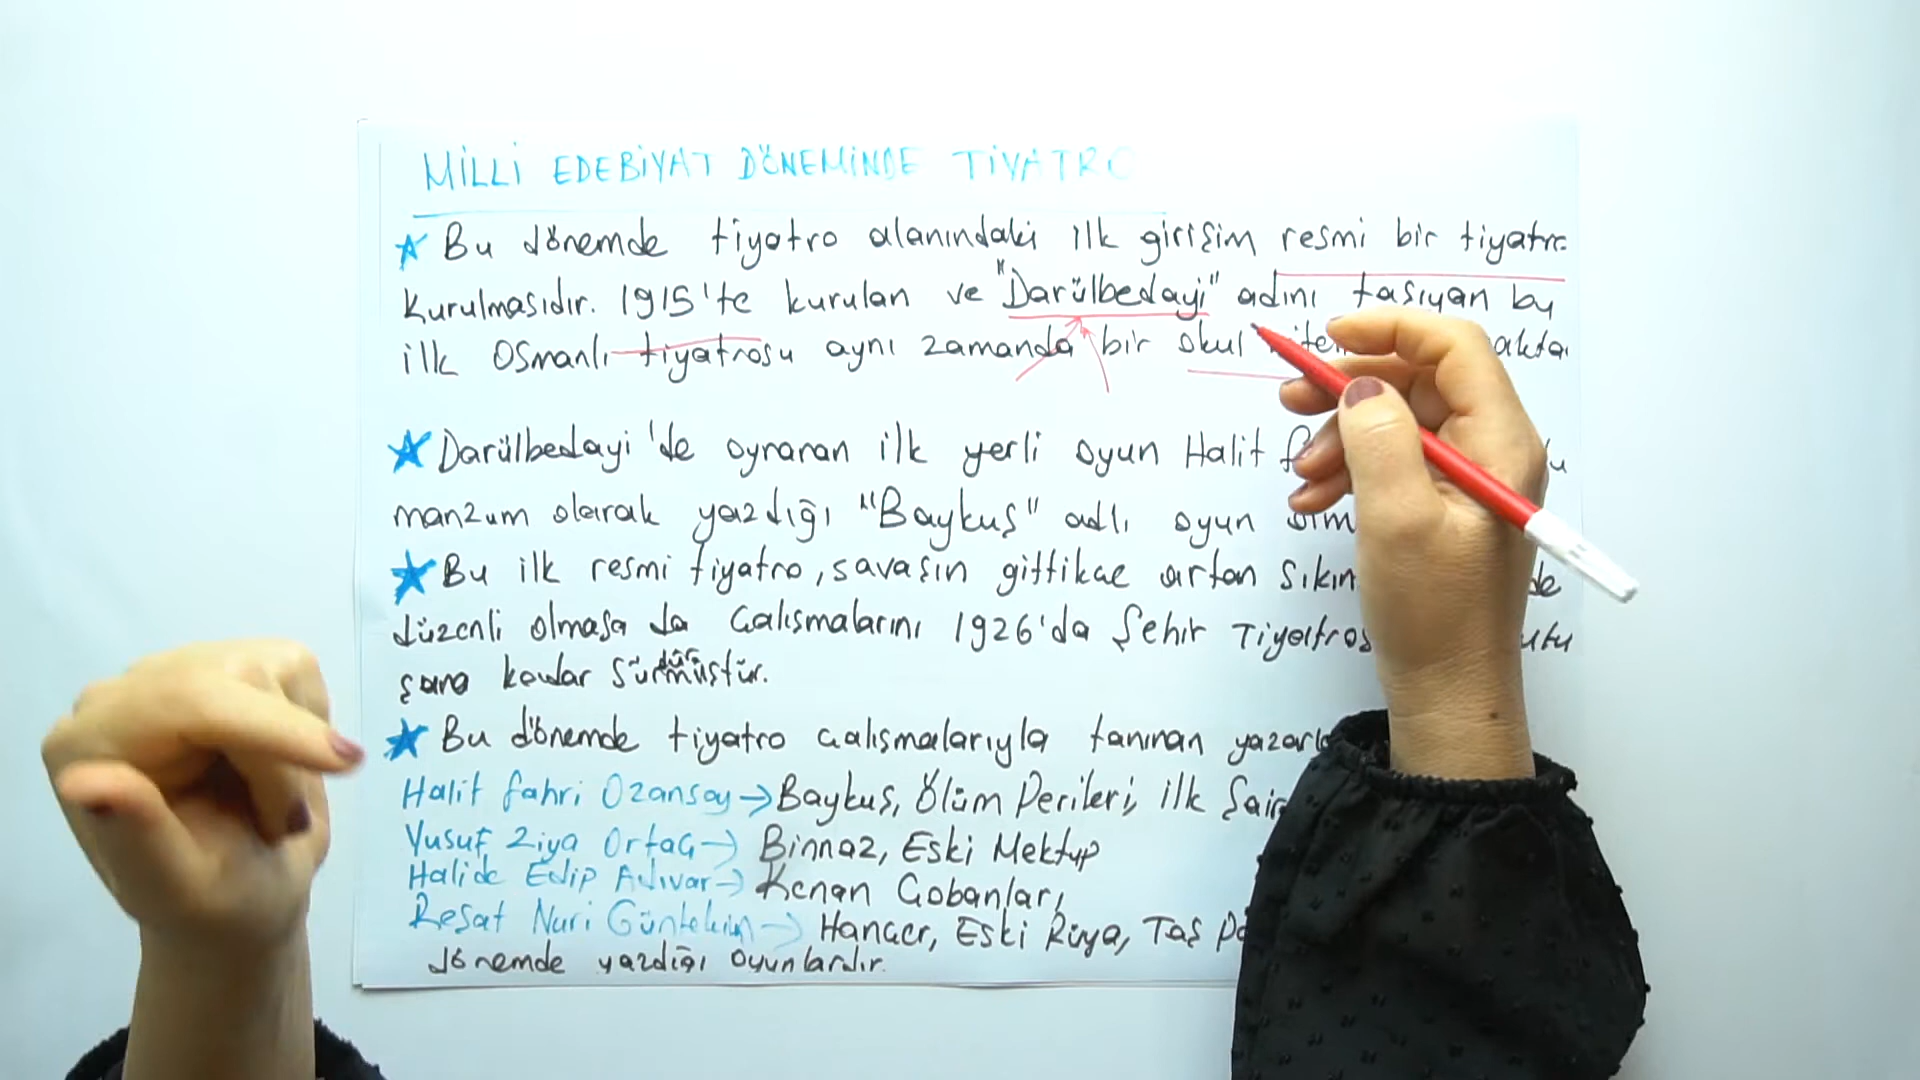 MİLLİ EDEBİYAT DÖNEMİNDE TİYATRO
Bu dönemde tiyatro alanındaki ilk girişim resmi bir tiyatro
kurulmasıdır. 1915'te kurulan ve "Darülbedayi" adını taşıyan bu
ilk Osmanlı tiyatrosu aynı zamanda bir okul
Darülbedayi'de oynanan ilk yerli oyun Halit
manzum olarak yazdığı "Baykuş" adlı oyun
Bu ilk resmi tiyatro, savaşın gittikçe artan
düzenli olmasa da çalışmalarını 1926'da Şehir
kadar sürdürmüştür.
Bu dönemde tiyatro çalışmalarıyla tanınan
Halit Fahri Ozansoy → Baykuş, Ölüm Perileri, İlk
Yusuf Ziya Ortaç → Binnaz, Eski Mektup
Halide Edip Adıvar → Kenan Çobanları
Reşat Nuri Güntekin → Hançer, Eski Rüya, Taş
dönemde yazdığı oyunlardır.